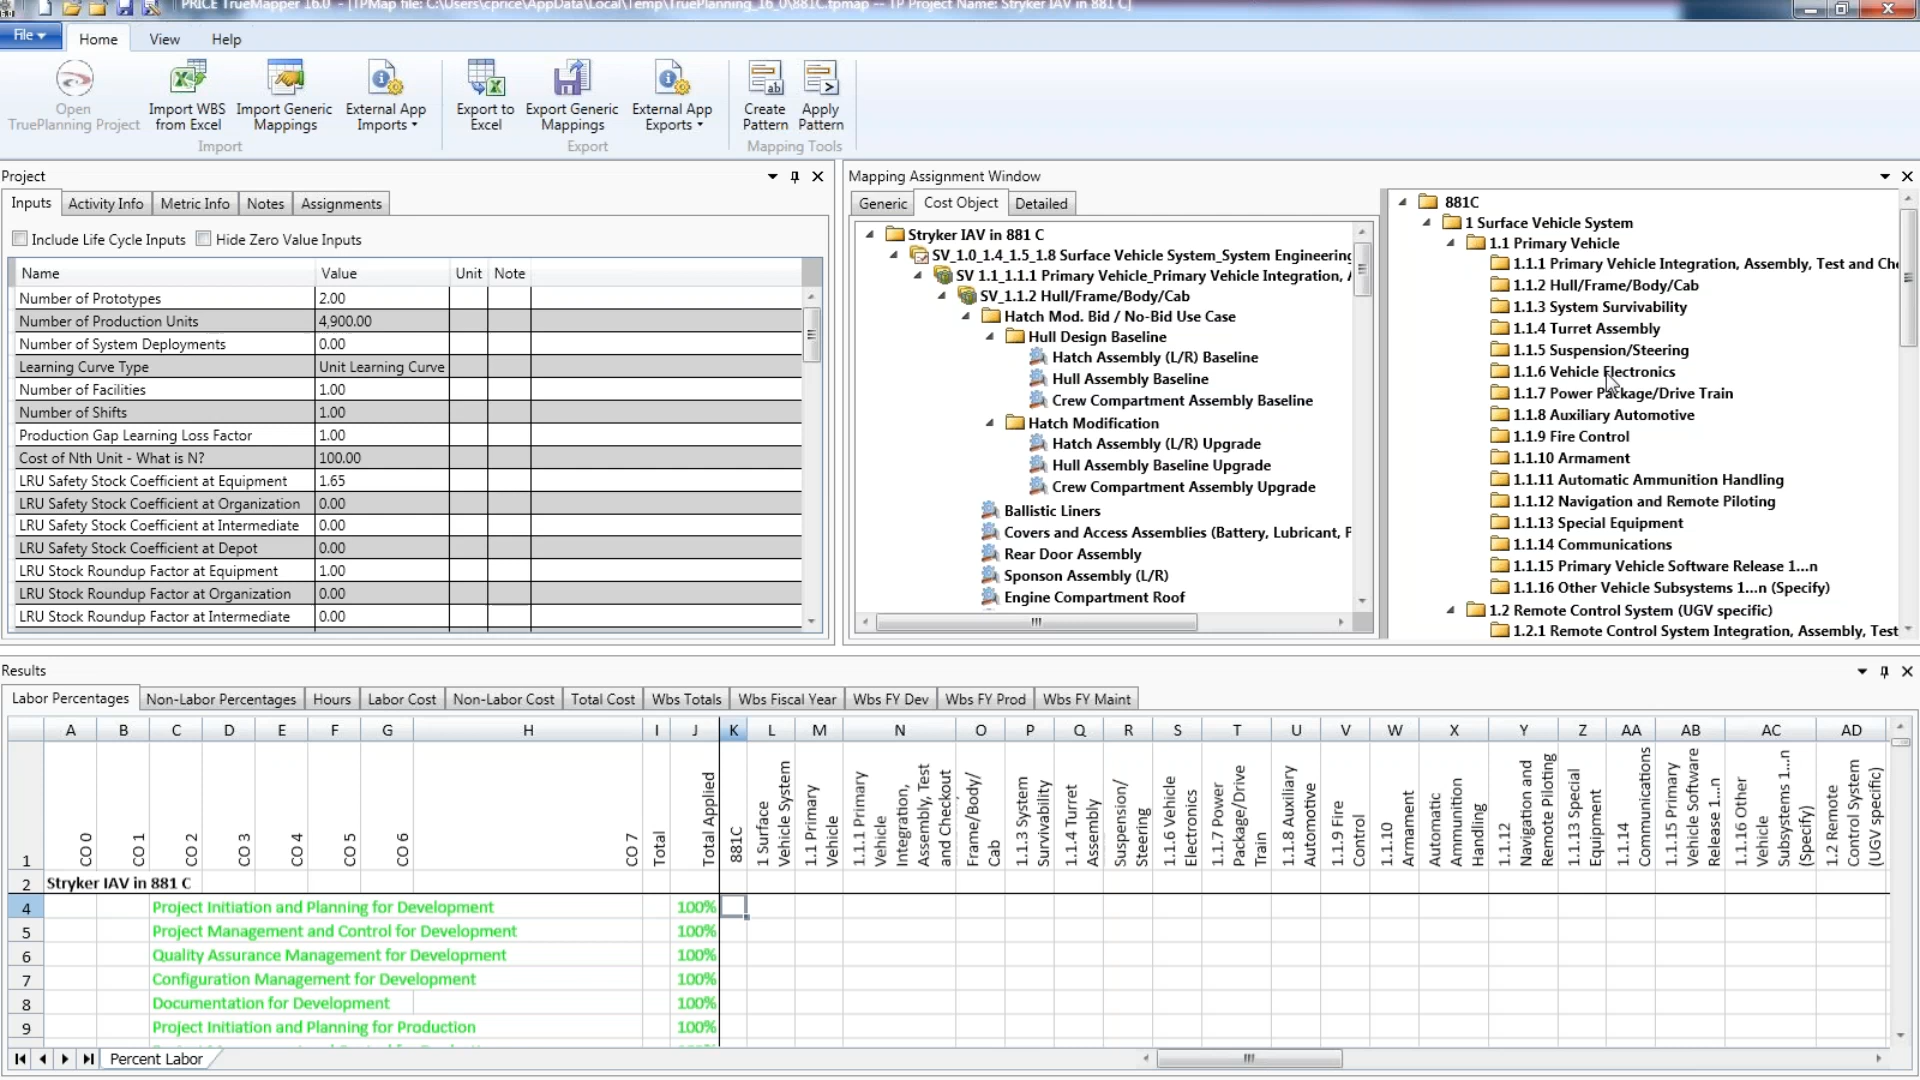 PRICE TrueMapper 16.0 - [TPMap file: C:\Users\cprice\AppData\Local\Temp\TruePlanning_16_0\881C.tpmap -- TP Project Name: Stryker IAV in 881 C]
File
Home
View
Help
Open TruePlanning Project
Import WBS from Excel
Import Generic Mappings
External App Imports
Export to Excel
Export Generic Mappings
External App Exports
Create Pattern
Apply Pattern
Import
Export
Mapping Tools
Project
Inputs
Activity Info
Metric Info
Notes
Assignments
Include Life Cycle Inputs
Hide Zero Value Inputs
Name Value Unit Note
Number of Prototypes 2.00
Number of Production Units 4,900.00
Number of System Deployments 0.00
Learning Curve Type Unit Learning Curve
Number of Facilities 1.00
Number of Shifts 1.00
Production Gap Learning Loss Factor 1.00
Cost of Nth Unit - What is N? 100.00
LRU Safety Stock Coefficient at Equipment 1.65
LRU Safety Stock Coefficient at Organization 0.00
LRU Safety Stock Coefficient at Intermediate 0.00
LRU Safety Stock Coefficient at Depot 0.00
LRU Stock Roundup Factor at Equipment 1.00
LRU Stock Roundup Factor at Organization 0.00
LRU Stock Roundup Factor at Intermediate 0.00
Mapping Assignment Window
Generic
Cost Object
Detailed
Stryker IAV in 881 C
SV_1.0_1.4_1.5_1.8 Surface Vehicle System_System Engineering
SV 1.1_1.1.1 Primary Vehicle_Primary Vehicle Integration, A
SV_1.1.2 Hull/Frame/Body/Cab
Hatch Mod. Bid / No-Bid Use Case
Hull Design Baseline
Hatch Assembly (L/R) Baseline
Hull Assembly Baseline
Crew Compartment Assembly Baseline
Hatch Modification
Hatch Assembly (L/R) Upgrade
Hull Assembly Baseline Upgrade
Crew Compartment Assembly Upgrade
Ballistic Liners
Covers and Access Assemblies (Battery, Lubricant, F
Rear Door Assembly
Sponson Assembly (L/R)
Engine Compartment Roof
881C
1 Surface Vehicle System
1.1 Primary Vehicle
1.1.1 Primary Vehicle Integration, Assembly, Test and Che
1.1.2 Hull/Frame/Body/Cab
1.1.3 System Survivability
1.1.4 Turret Assembly
1.1.5 Suspension/Steering
1.1.6 Vehicle Electronics
1.1.7 Power Package/Drive Train
1.1.8 Auxiliary Automotive
1.1.9 Fire Control
1.1.10 Armament
1.1.11 Automatic Ammunition Handling
1.1.12 Navigation and Remote Piloting
1.1.13 Special Equipment
1.1.14 Communications
1.1.15 Primary Vehicle Software Release 1...n
1.1.16 Other Vehicle Subsystems 1...n (Specify)
1.2 Remote Control System (UGV specific)
1.2.1 Remote Control System Integration, Assembly, Test
Results
Labor Percentages
Non-Labor Percentages
Hours
Labor Cost
Non-Labor Cost
Total Cost
Wbs Totals
Wbs Fiscal Year
Wbs FY Dev
Wbs FY Prod
Wbs FY Maint
A B C D E F G H I J K L M N O P Q R S T U V W X Y Z AA AB AC AD
1
CO 0
CO 1
CO 2
CO 3
CO 4
CO 5
CO 6
CO 7
Total
Total Applied
881C
1 Surface Vehicle System
1.1 Primary Vehicle
1.1.1 Primary Vehicle Integration, Assembly, Test and Checkout
Frame/Body/ Cab
1.1.3 System Survivability
1.1.4 Turret Assembly
Suspension/ Steering
1.1.6 Vehicle Electronics
1.1.7 Power Package/Drive Train
1.1.8 Auxiliary Automotive
1.1.9 Fire Control
1.1.10 Armament
Automatic Ammunition Handling
1.1.12 Navigation and Remote Piloting
1.1.13 Special Equipment
1.1.14 Communications
1.1.15 Primary Vehicle Software Release 1...n
1.1.16 Other Vehicle Subsystems 1...n (Specify)
1.2 Remote Control System (UGV specific)
2 Stryker IAV in 881 C
4 Project Initiation and Planning for Development 100%
5 Project Management and Control for Development 100%
6 Quality Assurance Management for Development 100%
7 Configuration Management for Development 100%
8 Documentation for Development 100%
9 Project Initiation and Planning for Production 100%
Percent Labor